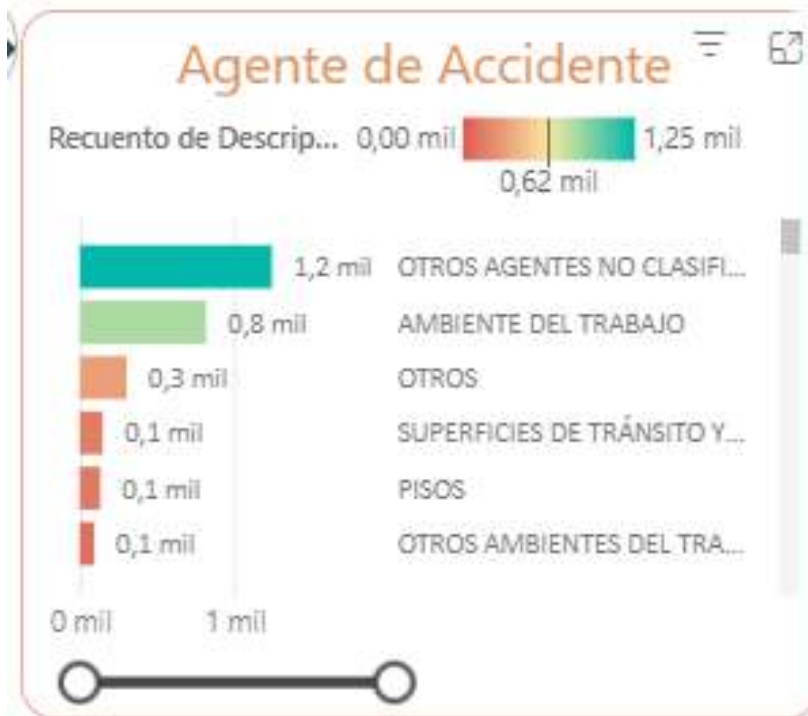 Agente de Accidente
Recuento de Descrip... 0,00 mil 1,25 mil
0,62 mil
1,2 mil OTROS AGENTES NO CLASIFI...
0,8 mil AMBIENTE DEL TRABAJO
0,3 mil OTROS
0,1 mil SUPERFICIES DE TRÁNSITO Y...
0,1 mil PISOS
0,1 mil OTROS AMBIENTES DEL TRA...
0 mil 1 mil